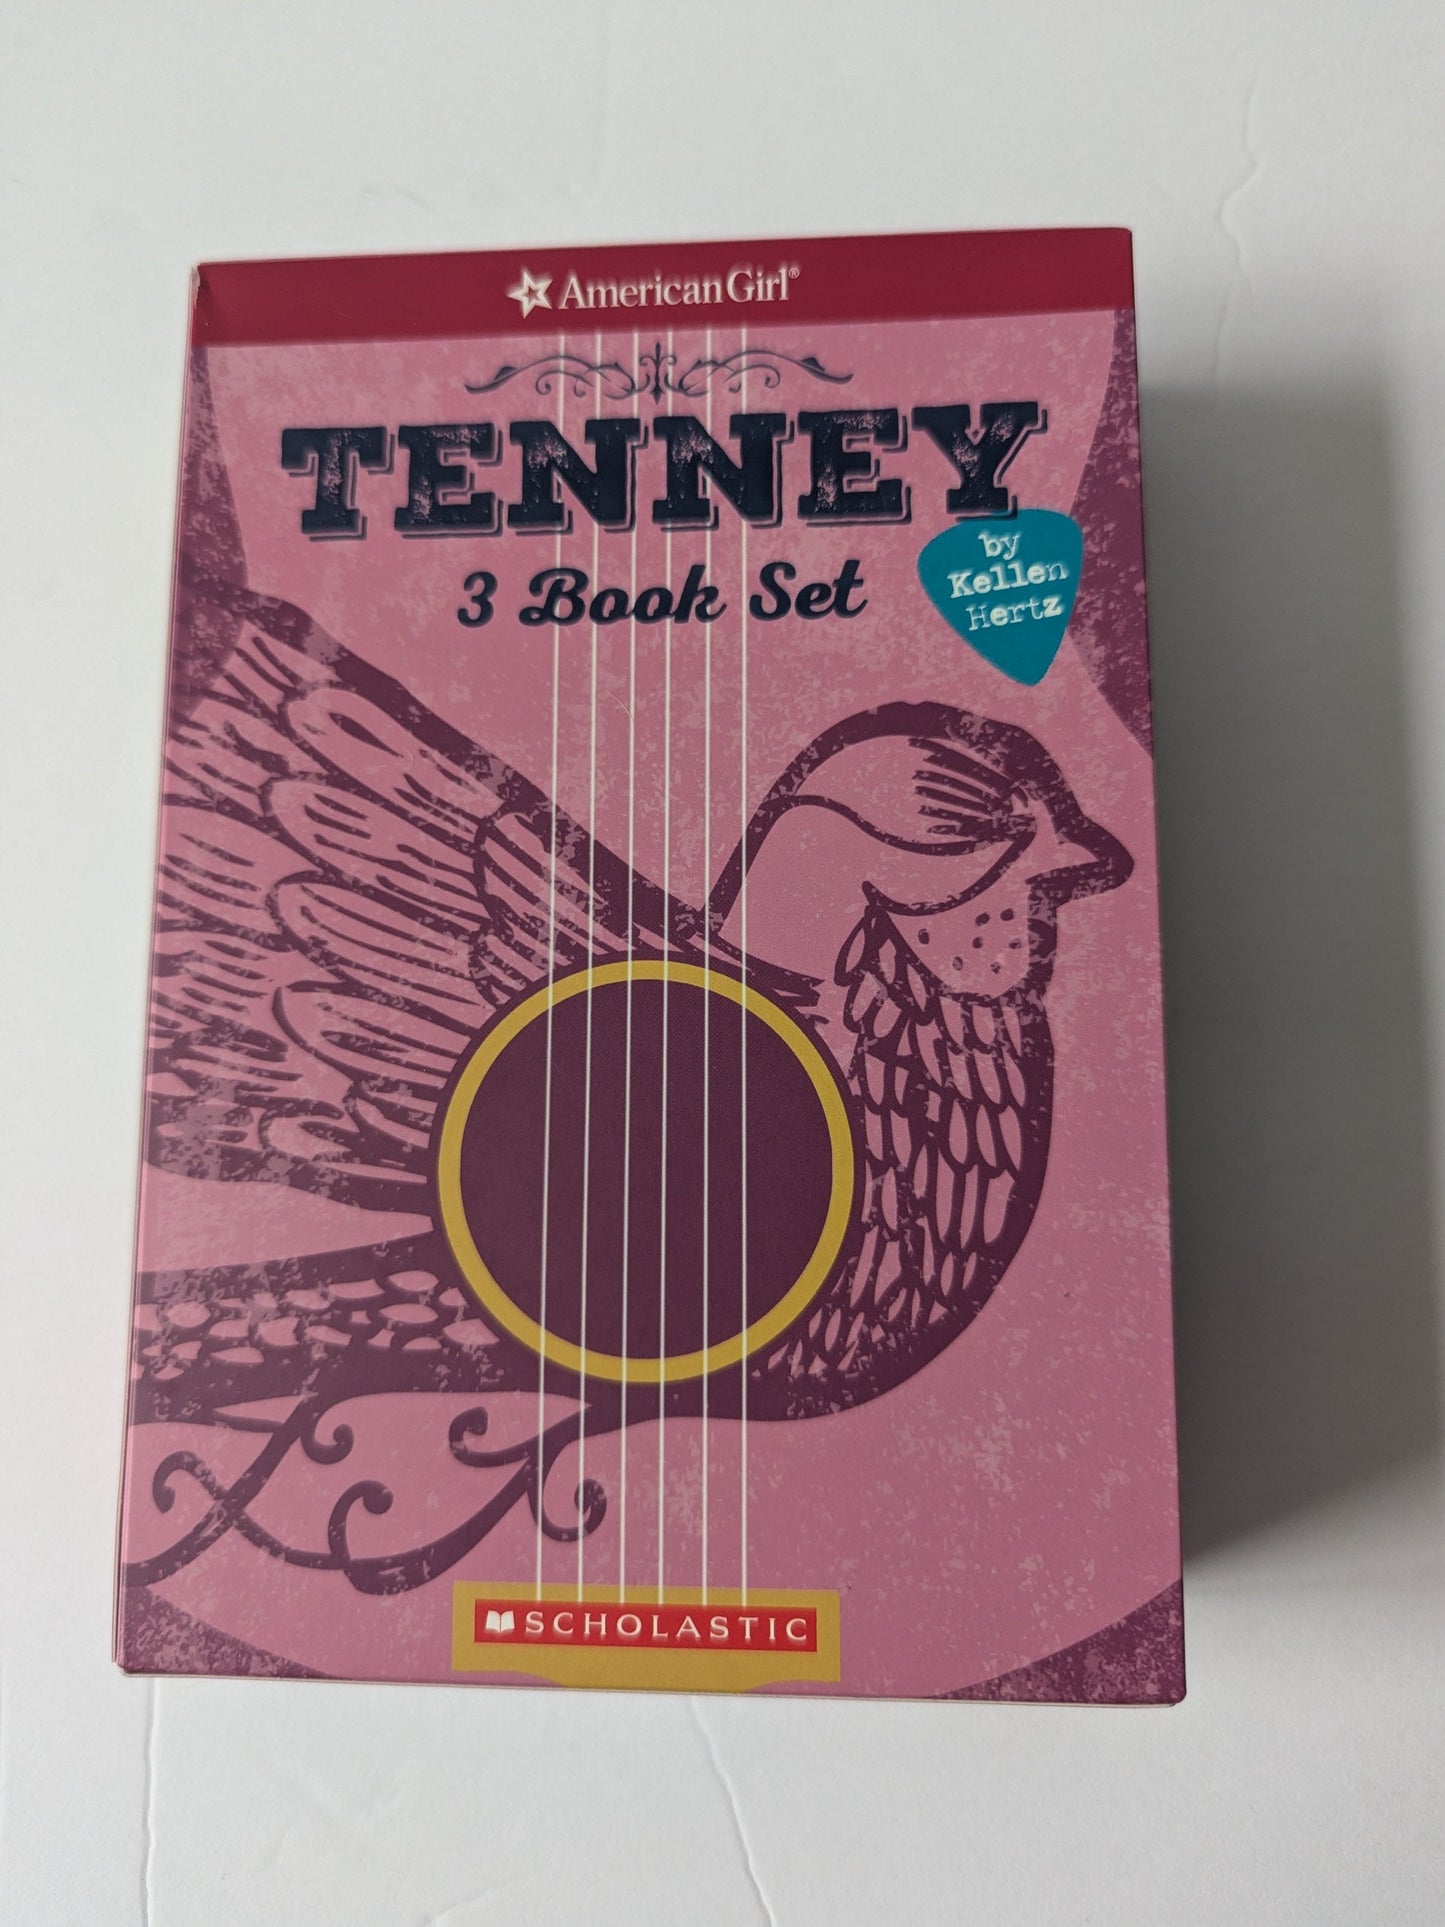 American Girl®
TENNEY
3 Book Set
by
Kellen
Hertz
SCHOLASTIC